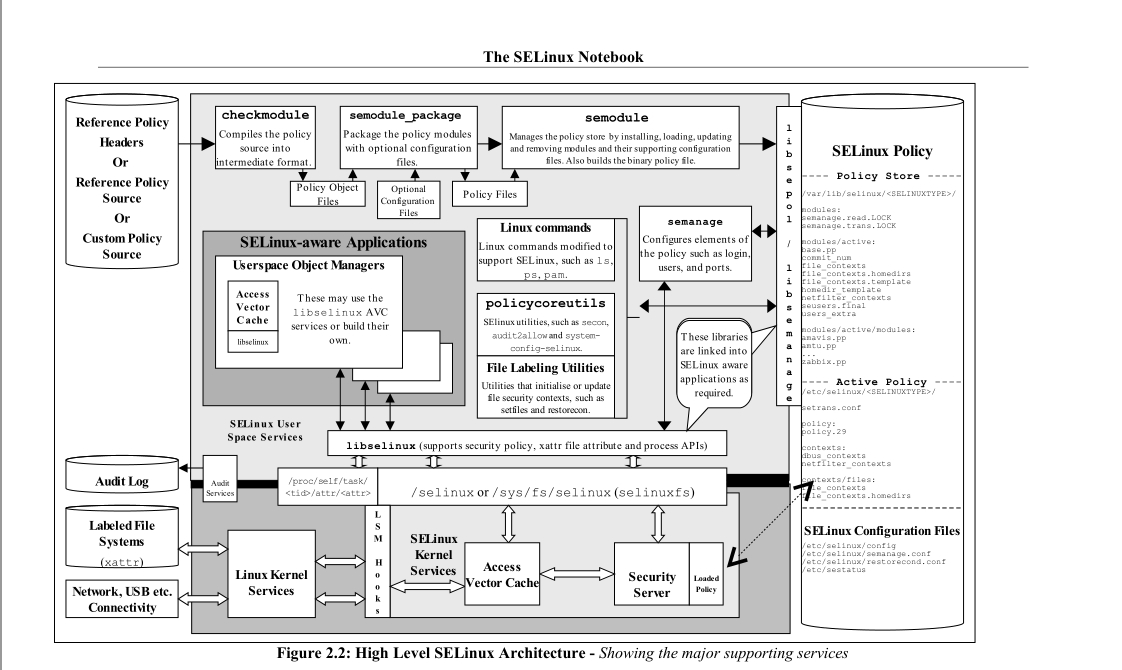 The SELinux Notebook
Reference Policy
Headers
Or
Reference Policy
Source
Or
Custom Policy
Source
checkmodule
Compiles the policy
source into
intermediate format.
semodule_package
Package the policy modules
with optional configuration
files.
semodule
Manages the policy store by installing, loading, updating
and removing modules and their supporting configuration
files. Also builds the binary policy file.
Policy Object
Files
Optional
Configuration
Files
Policy Files
SELinux-aware Applications
Userspace Object Managers
Access
Vector
Cache
libselinux
These may use the
libselinux AVC
services or build their
own.
Linux commands
Linux commands modified to
support SELinux, such as ls,
ps, pam.
policycoreutils
SElinux utilities, such as secon,
audit2allow and system-
config-selinux.
File Labeling Utilities
Utilities that initialise or update
file security contexts, such as
setfiles and restorecon.
semanage
Configures elements of
the policy such as login,
users, and ports.
These libraries
are linked into
SELinux aware
applications as
required.
libsepol / libsemanage
SELinux User
Space Services
libselinux (supports security policy, xattr file attribute and process APIs)
Audit Log
Audit
Services
/proc/self/task/
<tid>/attr/<attr>
/selinux or /sys/fs/selinux (selinuxfs)
Labeled File
Systems
(xattr)
Network, USB etc.
Connectivity
Linux Kernel
Services
LSM Hooks
SELinux
Kernel
Services
Access
Vector Cache
Security
Server
Loaded
Policy
SELinux Policy
Policy Store
/var/lib/selinux/<SELINUXTYPE>/
modules:
semanage.read.LOCK
semanage.trans.LOCK
modules/active:
base.pp
commit_num
file_contexts
file_contexts.homedirs
file_contexts.template
homedir_template
netfilter_contexts
seusers.final
users_extra
modules/active/modules:
amavis.pp
amtu.pp
...
zabbix.pp
Active Policy
/etc/selinux/<SELINUXTYPE>/
setrans.conf
policy:
policy.29
contexts:
dbus_contexts
netfilter_contexts
contexts/files:
file_contexts
file_contexts.homedirs
SELinux Configuration Files
/etc/selinux/config
/etc/selinux/semanage.conf
/etc/selinux/restorecond.conf
/etc/sestatus
Figure 2.2: High Level SELinux Architecture - Showing the major supporting services